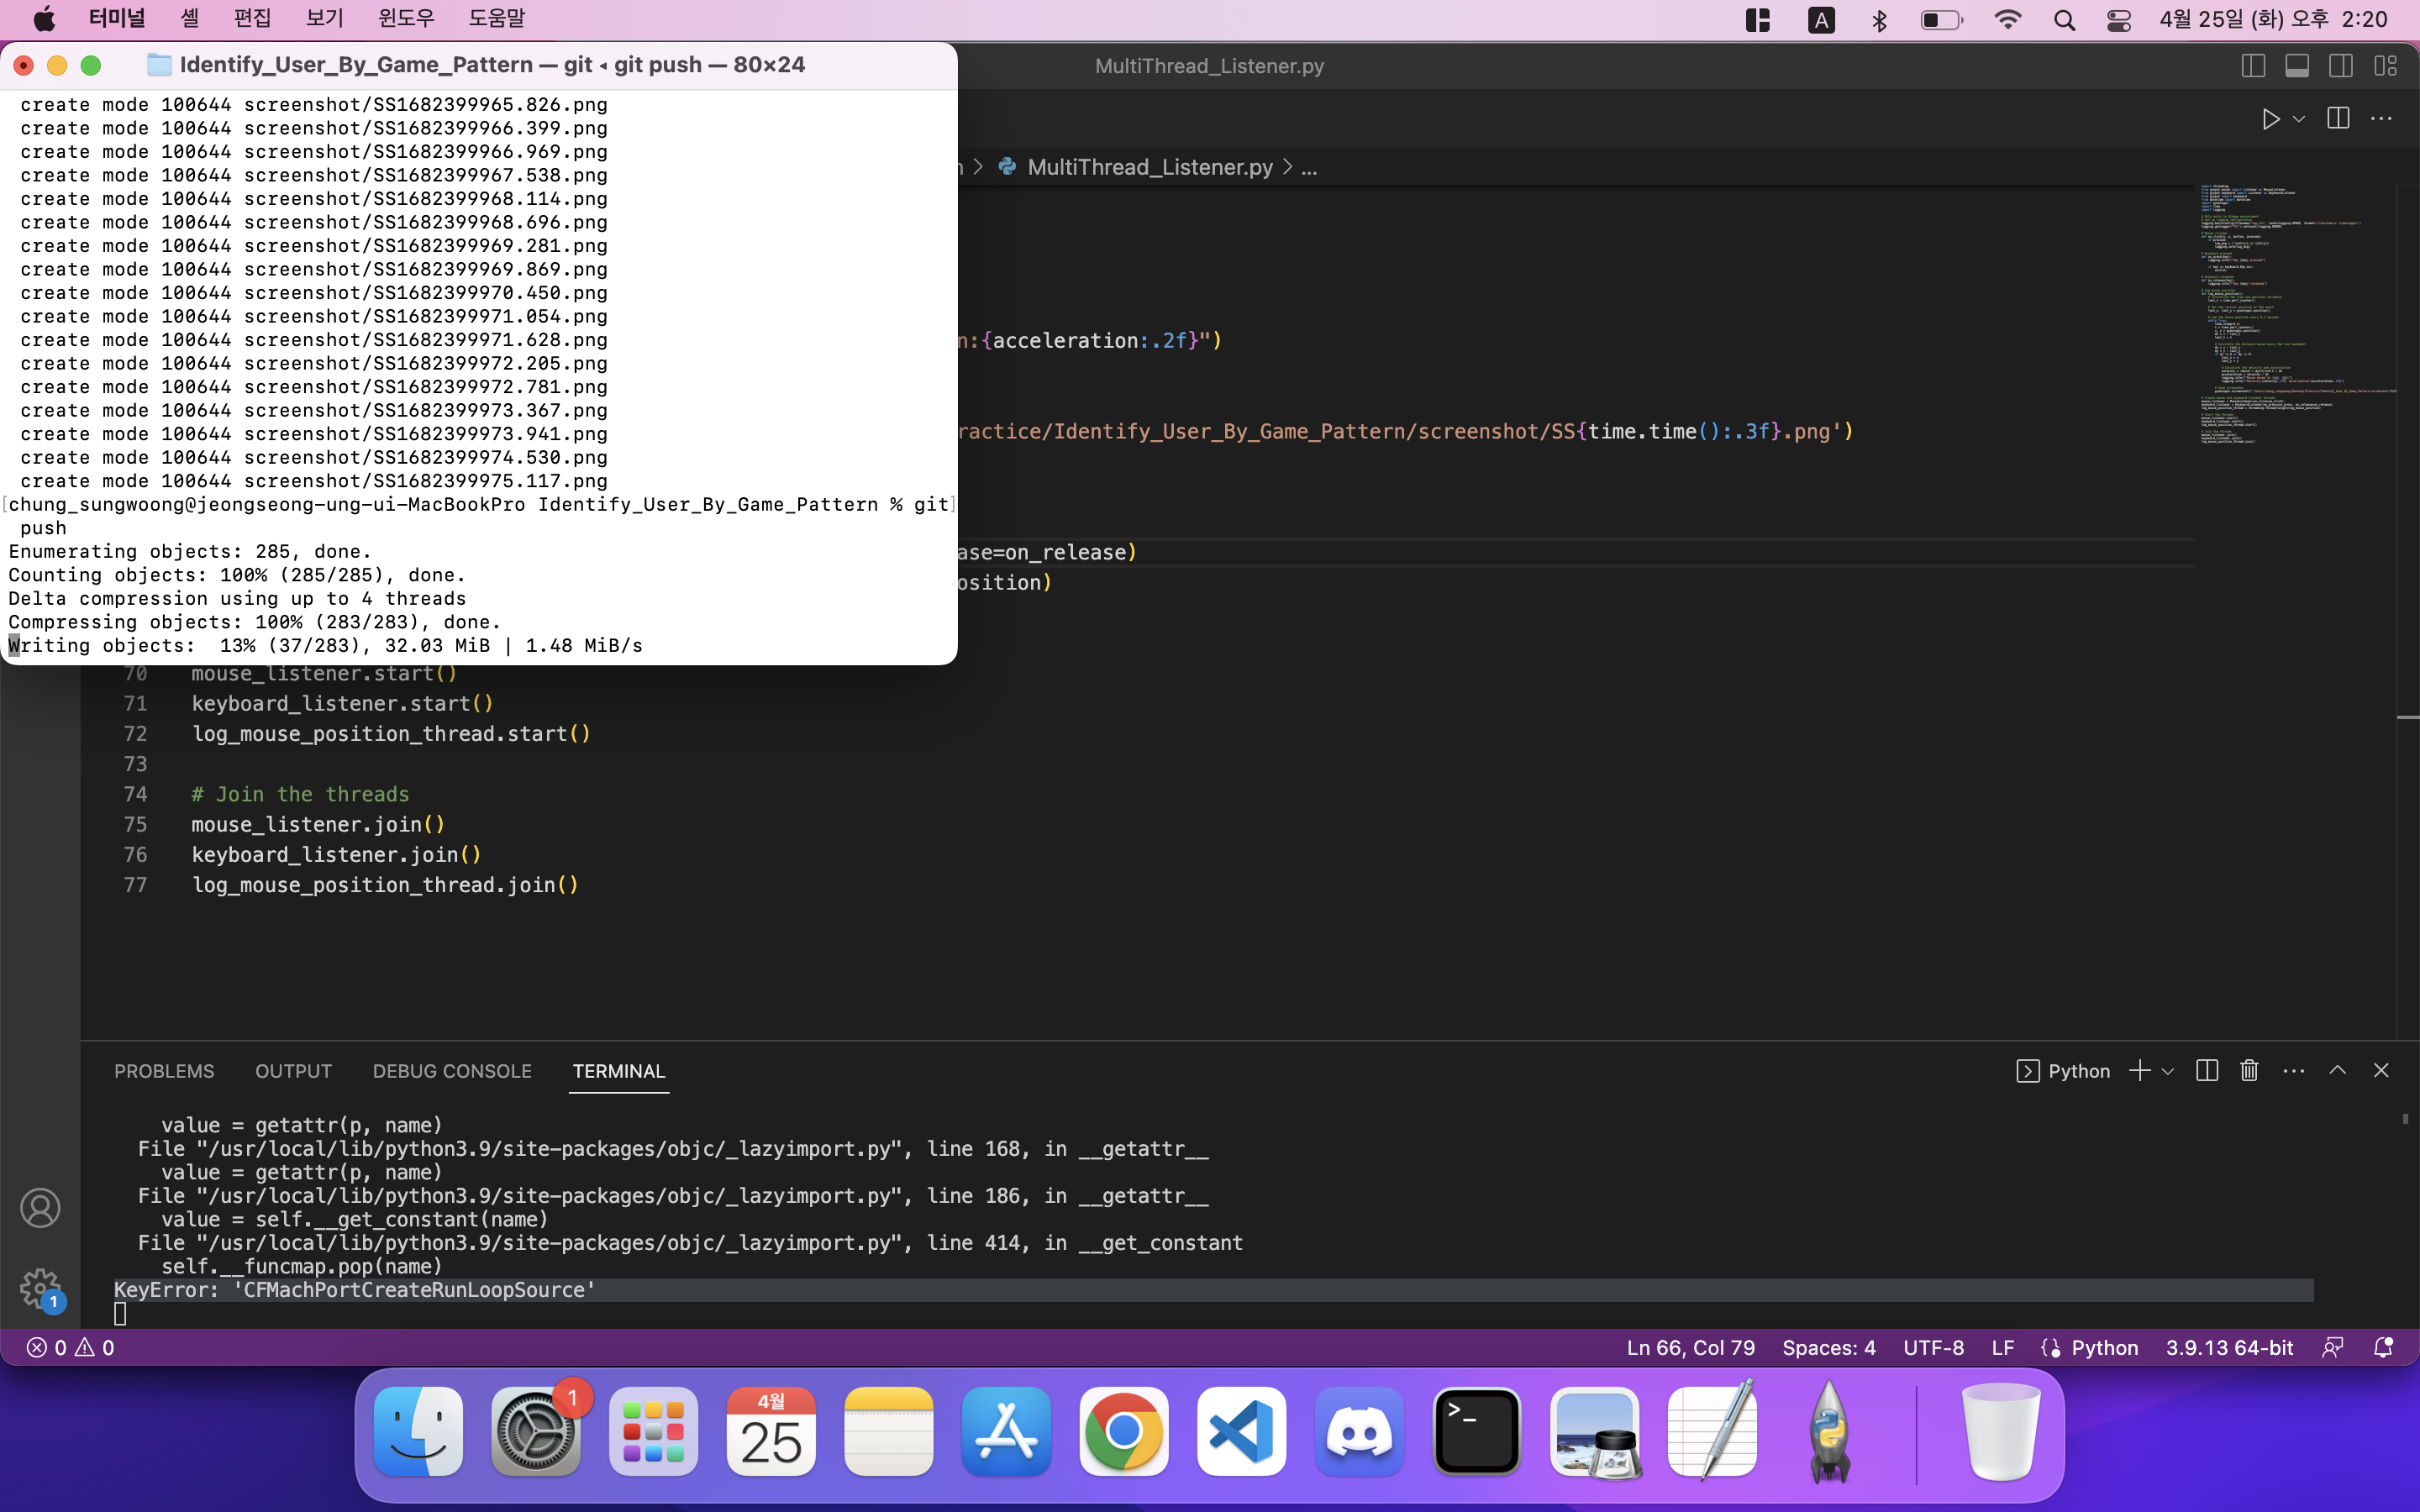 터미널 셸 편집 보기 윈도우 도움말 A 4월 25일 (화) 오후 2:20
Identify_User_By_Game_Pattern — git ◂ git push — 80×24
create mode 100644 screenshot/SS1682399965.826.png
create mode 100644 screenshot/SS1682399966.399.png
create mode 100644 screenshot/SS1682399966.969.png
create mode 100644 screenshot/SS1682399967.538.png
create mode 100644 screenshot/SS1682399968.114.png
create mode 100644 screenshot/SS1682399968.696.png
create mode 100644 screenshot/SS1682399969.281.png
create mode 100644 screenshot/SS1682399969.869.png
create mode 100644 screenshot/SS1682399970.450.png
create mode 100644 screenshot/SS1682399971.054.png
create mode 100644 screenshot/SS1682399971.628.png
create mode 100644 screenshot/SS1682399972.205.png
create mode 100644 screenshot/SS1682399972.781.png
create mode 100644 screenshot/SS1682399973.367.png
create mode 100644 screenshot/SS1682399973.941.png
create mode 100644 screenshot/SS1682399974.530.png
create mode 100644 screenshot/SS1682399975.117.png
[chung_sungwoong@jeongseong-ung-ui-MacBookPro Identify_User_By_Game_Pattern % git]
push
Enumerating objects: 285, done.
Counting objects: 100% (285/285), done.
Delta compression using up to 4 threads
Compressing objects: 100% (283/283), done.
Writing objects:  13% (37/283), 32.03 MiB | 1.48 MiB/s
MultiThread_Listener.py
n > MultiThread_Listener.py > ...
n:{acceleration:.2f}")
ractice/Identify_User_By_Game_Pattern/screenshot/SS{time.time():.3f}.png')
ase=on_release)
osition)
70 mouse_listener.start()
71 keyboard_listener.start()
72 log_mouse_position_thread.start()
73
74 # Join the threads
75 mouse_listener.join()
76 keyboard_listener.join()
77 log_mouse_position_thread.join()
PROBLEMS OUTPUT DEBUG CONSOLE TERMINAL Python
value = getattr(p, name)
File "/usr/local/lib/python3.9/site-packages/objc/_lazyimport.py", line 168, in __getattr__
value = getattr(p, name)
File "/usr/local/lib/python3.9/site-packages/objc/_lazyimport.py", line 186, in __getattr__
value = self.__get_constant(name)
File "/usr/local/lib/python3.9/site-packages/objc/_lazyimport.py", line 414, in __get_constant
self.__funcmap.pop(name)
KeyError: 'CFMachPortCreateRunLoopSource'
1
0 0 Ln 66, Col 79 Spaces: 4 UTF-8 LF Python 3.9.13 64-bit
1
4월
25
>_